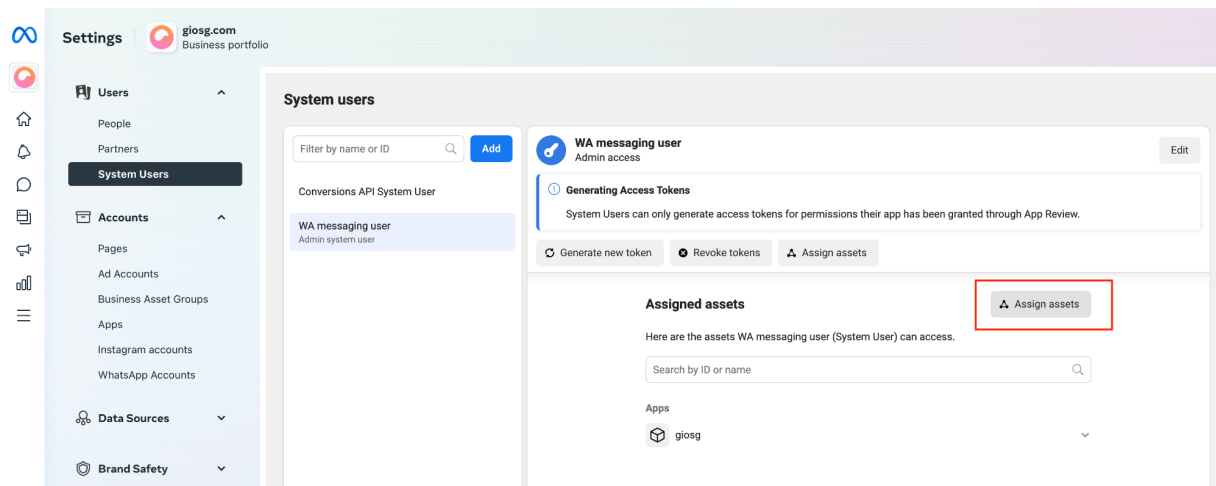 Settings
giosg.com
Business portfolio
Users
People
Partners
System Users
Accounts
Pages
Ad Accounts
Business Asset Groups
Apps
Instagram accounts
WhatsApp Accounts
Data Sources
Brand Safety
System users
Filter by name or ID
Add
Conversions API System User
WA messaging user
Admin system user
WA messaging user
Admin access
Edit
Generating Access Tokens
System Users can only generate access tokens for permissions their app has been granted through App Review.
Generate new token
Revoke tokens
Assign assets
Assigned assets
Assign assets
Here are the assets WA messaging user (System User) can access.
Search by ID or name
Apps
giosg